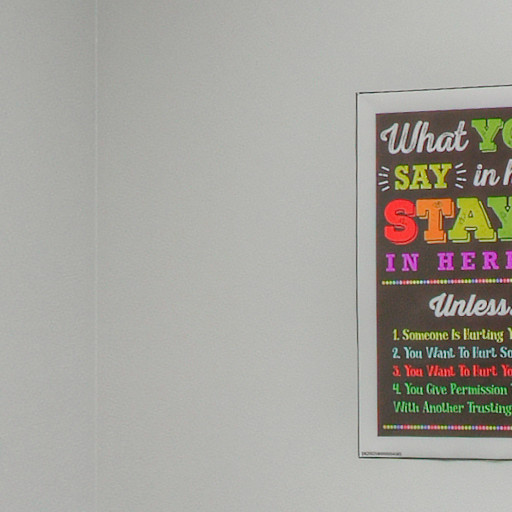 What YO
SAY in h
STAY
IN HERE
Unless.
1. Someone Is Hurting Y
2. You Want To Hurt So
3. You Want To Hurt Yo
4. You Give Permission
With Another Trusting